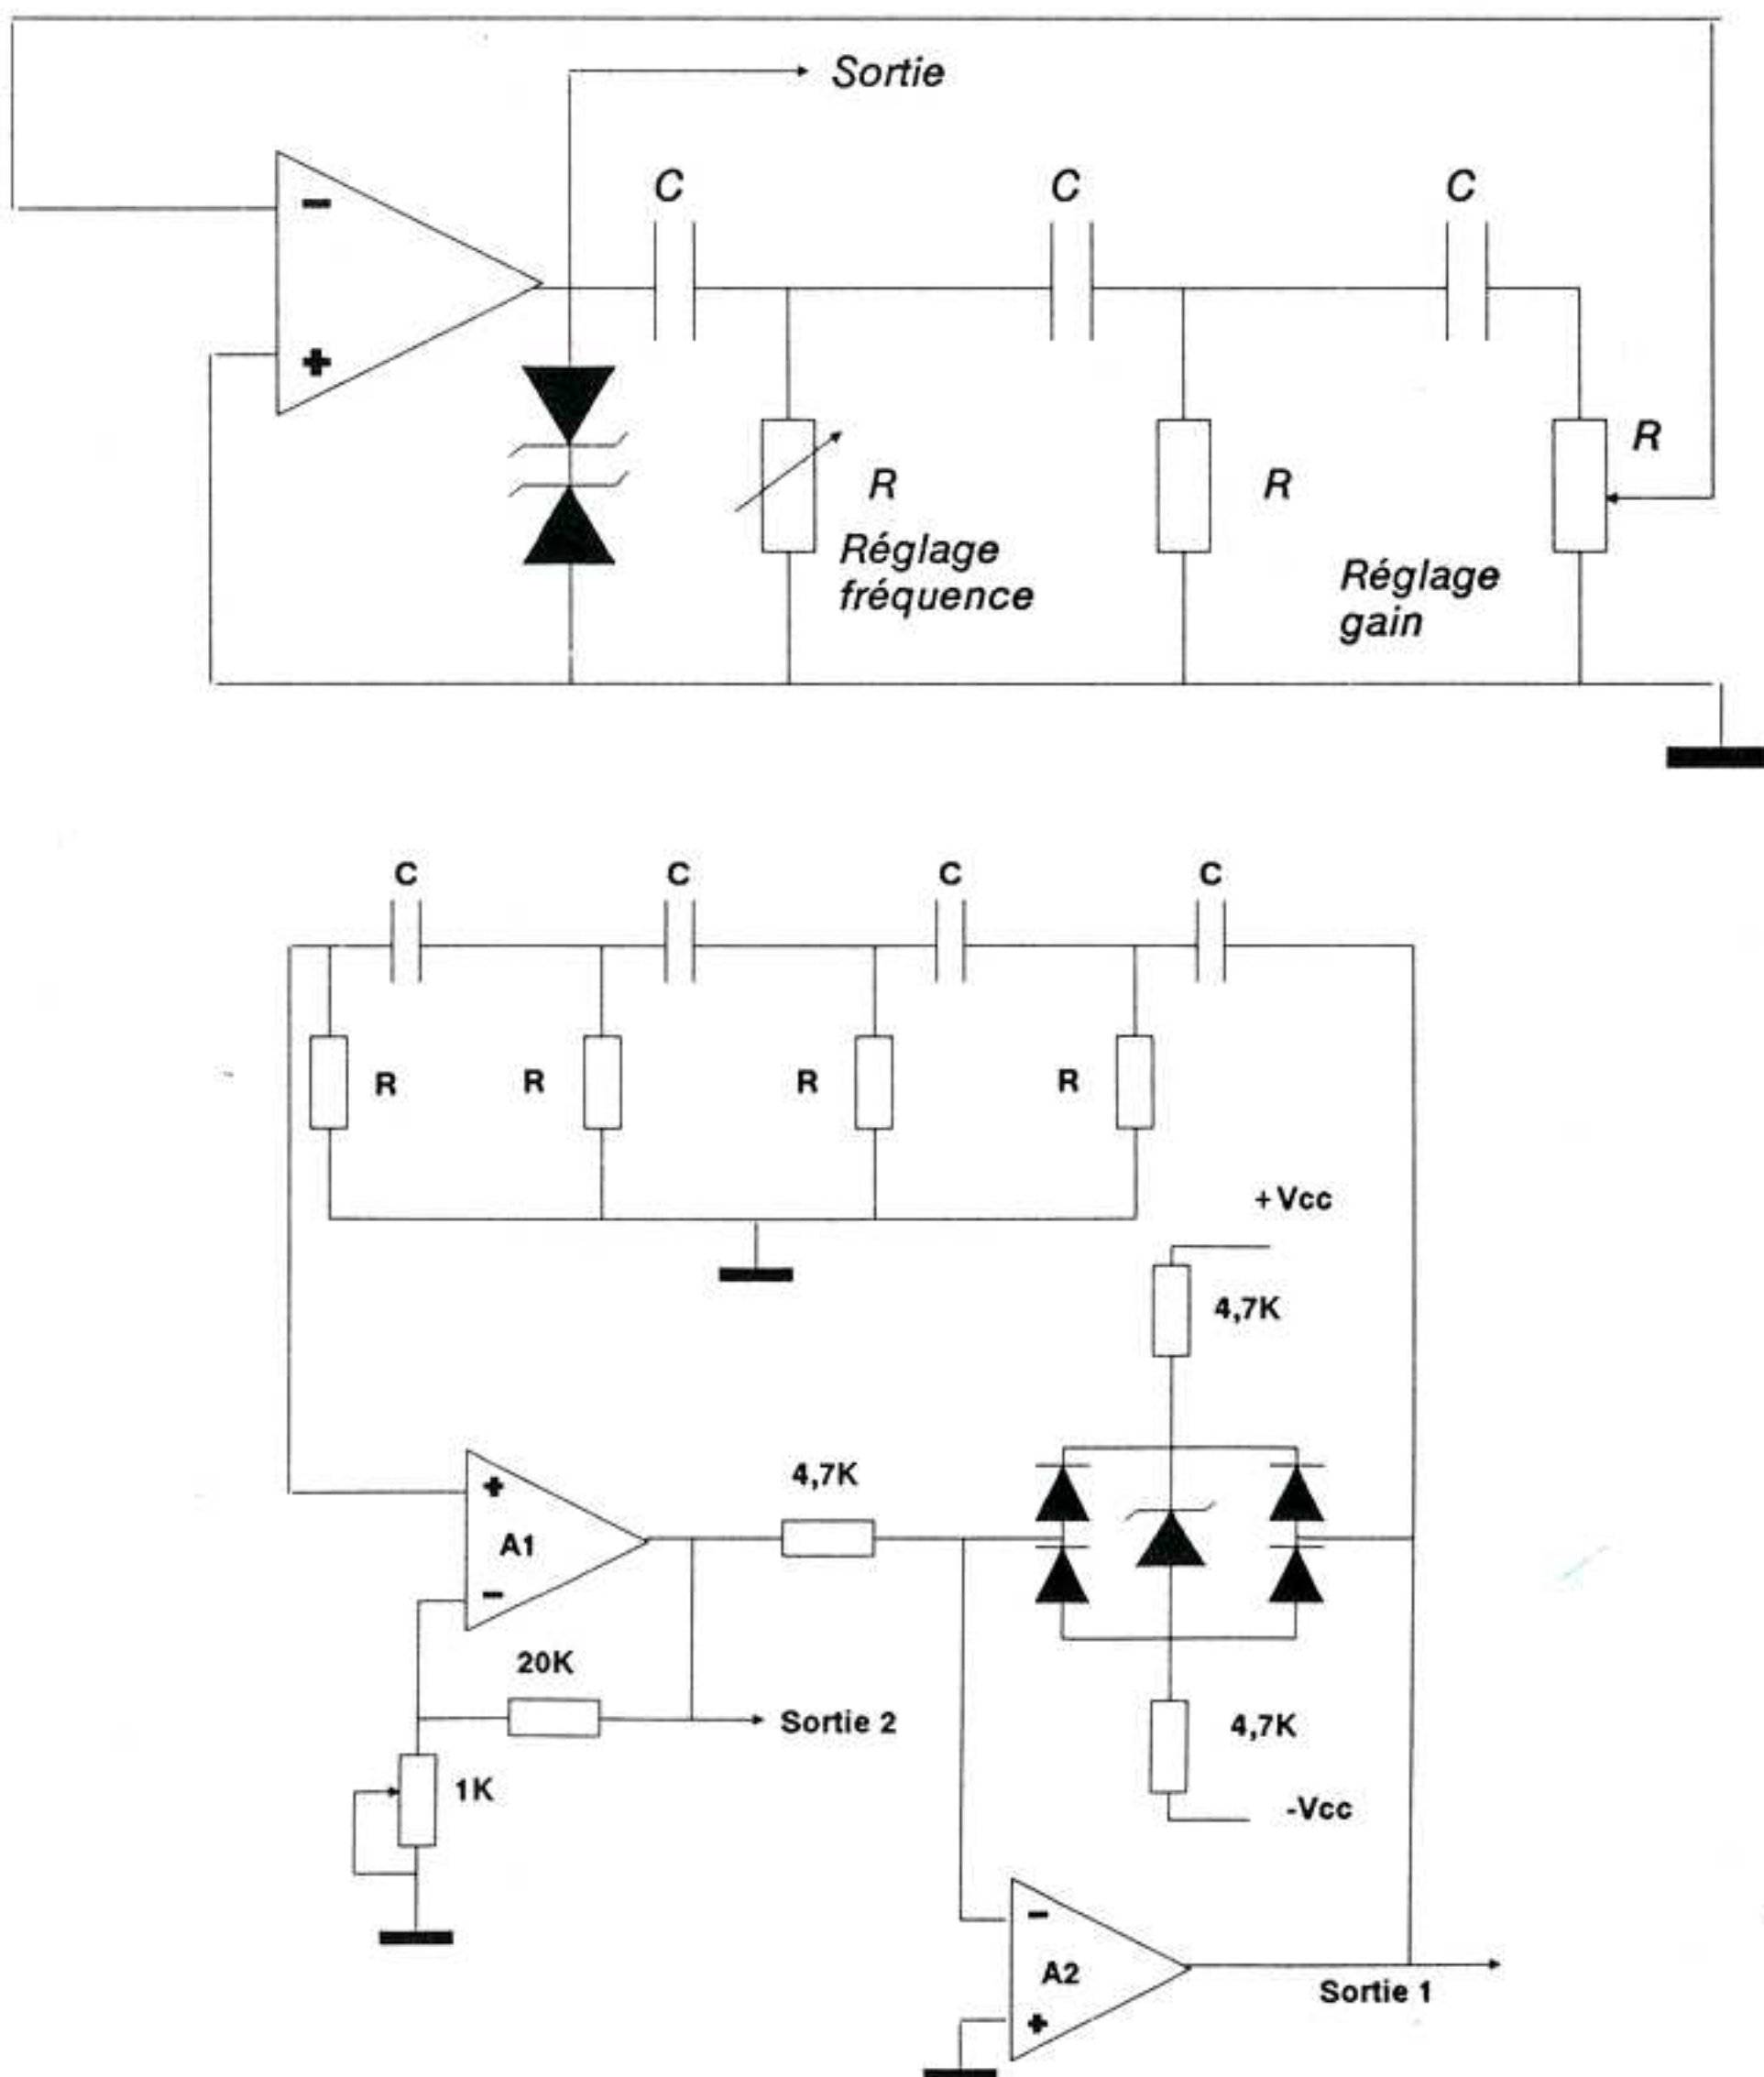 Sortie
C C C
−
+
R
R R
Réglage
fréquence
Réglage
gain
C C C C
R R R R
+Vcc
4,7K
4,7K
+
A1
−
20K
Sortie 2
4,7K
1K
-Vcc
−
A2
Sortie 1
+